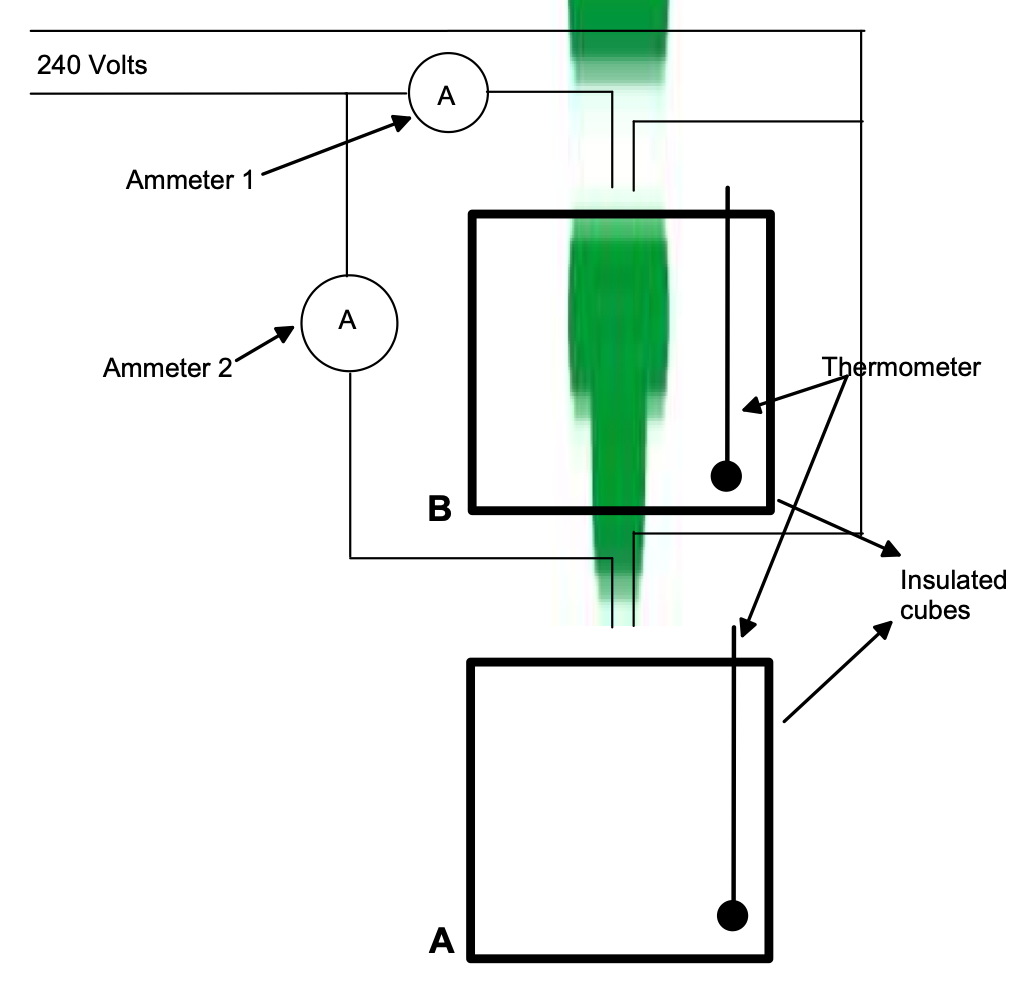 240 Volts
A
Ammeter 1
A
Ammeter 2
Thermometer
B
Insulated
cubes
A